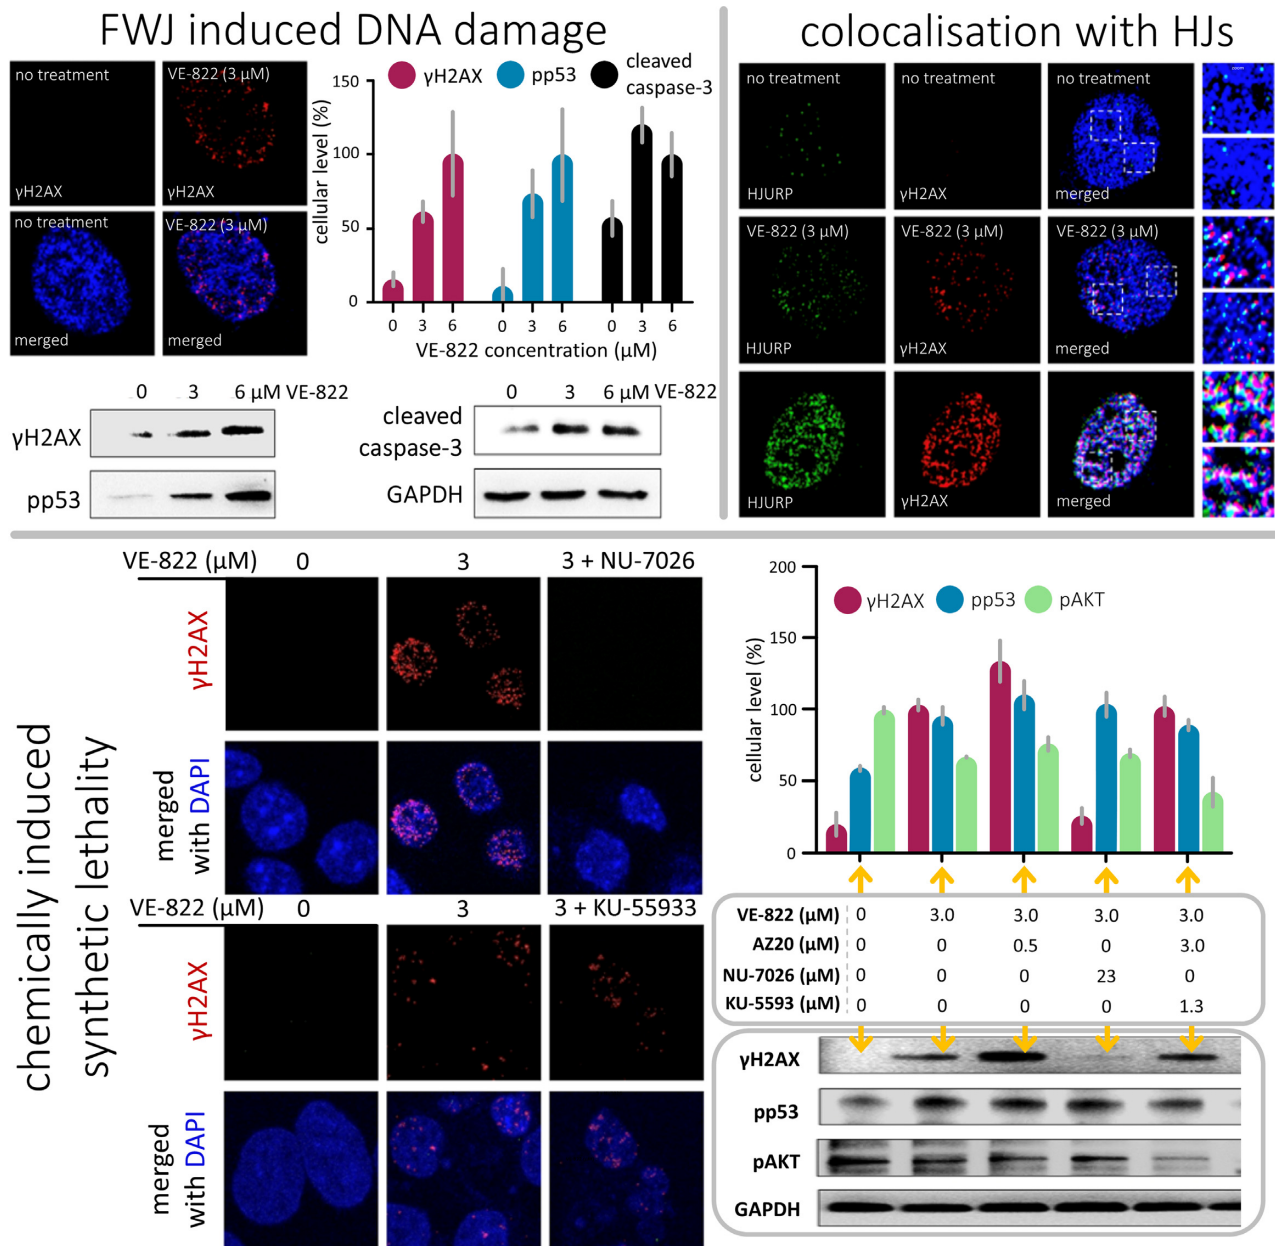 FWJ induced DNA damage
no treatment
γH2AX
VE-822 (3 μM)
γH2AX
no treatment
merged
VE-822 (3 μM)
merged
γH2AX
pp53
cleaved
caspase-3
cellular level (%)
150
100
50
0
0 3 6 0 3 6 0 3 6
VE-822 concentration (μM)
0 3 6 μM VE-822
γH2AX
pp53
0 3 6 μM VE-822
cleaved
caspase-3
GAPDH
colocalisation with HJs
no treatment
HJURP
no treatment
γH2AX
no treatment
merged
VE-822 (3 μM)
HJURP
VE-822 (3 μM)
γH2AX
VE-822 (3 μM)
merged
HJURP
γH2AX
merged
chemically induced
synthetic lethality
VE-822 (μM) 0 3 3 + NU-7026
γH2AX
merged
with DAPI
VE-822 (μM) 0 3 3 + KU-55933
γH2AX
merged
with DAPI
γH2AX pp53 pAKT
cellular level (%)
200
150
100
50
0
VE-822 (μM) 0 3.0 3.0 3.0 3.0
AZ20 (μM) 0 0 0.5 0 3.0
NU-7026 (μM) 0 0 0 23 0
KU-5593 (μM) 0 0 0 0 1.3
γH2AX
pp53
pAKT
GAPDH